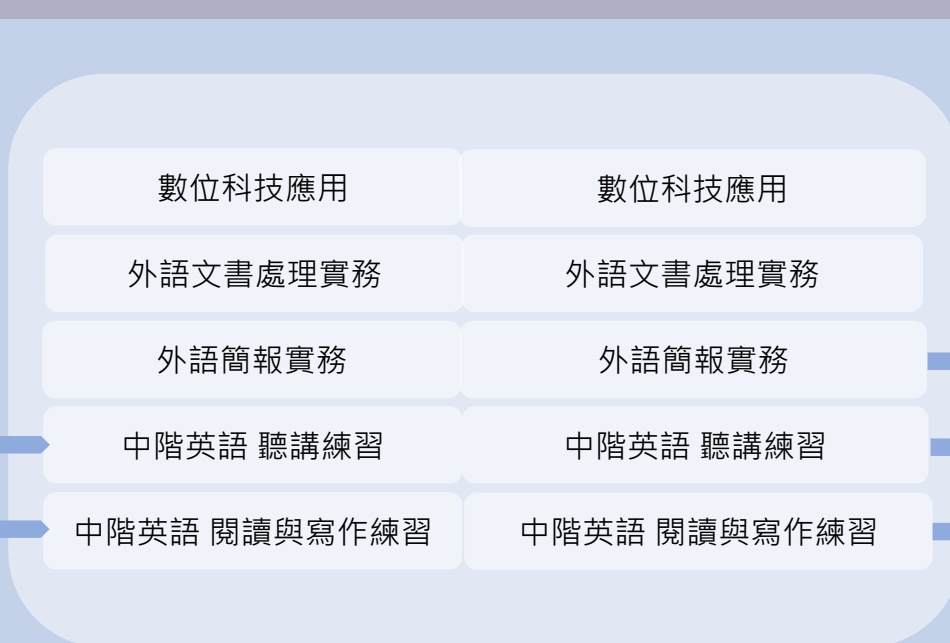 數位科技應用 數位科技應用
外語文書處理實務 外語文書處理實務
外語簡報實務 外語簡報實務
中階英語 聽講練習 中階英語 聽講練習
中階英語 閱讀與寫作練習 中階英語 閱讀與寫作練習